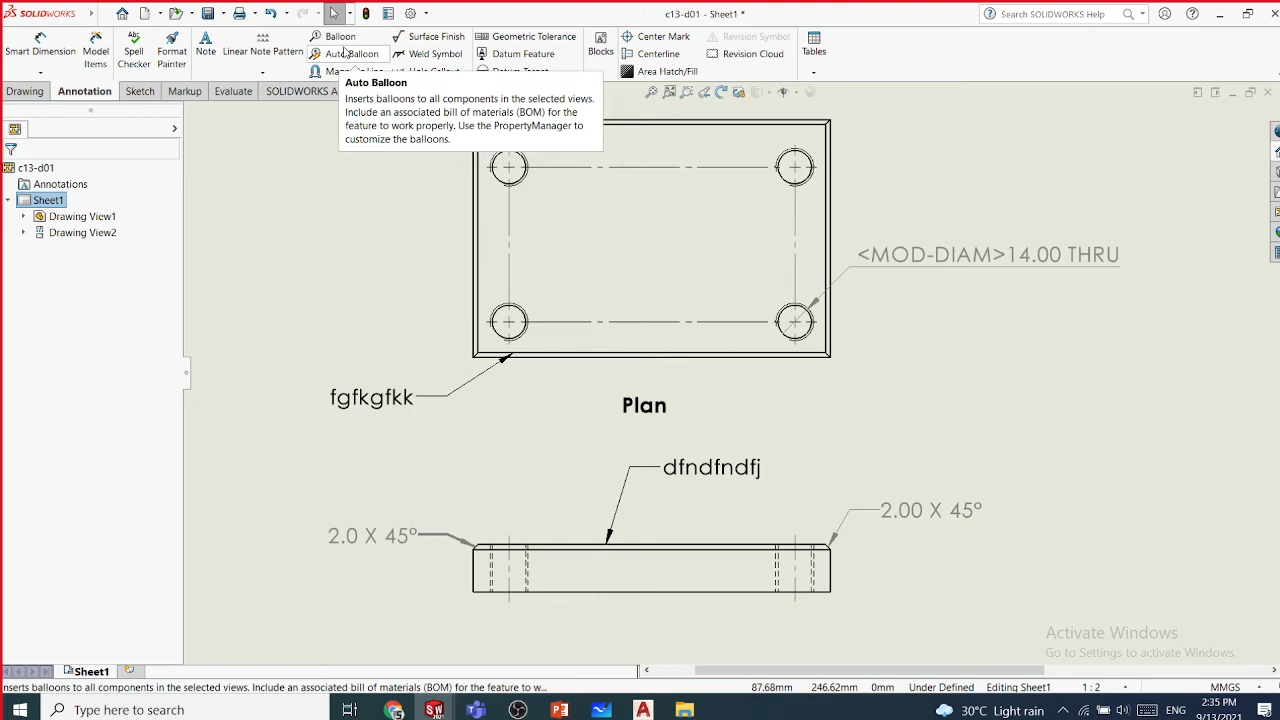 SOLIDWORKS
c13-d01 - Sheet1 *
Search SOLIDWORKS Help
Smart Dimension
Model Items
Spell Checker
Format Painter
Note
Linear Note Pattern
Balloon
Auto Balloon
Surface Finish
Weld Symbol
Geometric Tolerance
Datum Feature
Blocks
Center Mark
Centerline
Area Hatch/Fill
Revision Symbol
Revision Cloud
Tables
Drawing
Annotation
Sketch
Markup
Evaluate
SOLIDWORKS A
Auto Balloon
Inserts balloons to all components in the selected views.
Include an associated bill of materials (BOM) for the
feature to work properly. Use the PropertyManager to
customize the balloons.
c13-d01
Annotations
Sheet1
Drawing View1
Drawing View2
<MOD-DIAM>14.00 THRU
fgfkgfkk
Plan
dfndfndfj
2.0 X 45°
2.00 X 45°
Activate Windows
Go to Settings to activate Windows.
Sheet1
nserts balloons to all components in the selected views. Include an associated bill of materials (BOM) for the feature to w...
87.68mm
246.62mm
0mm
Under Defined
Editing Sheet1
1 : 2
MMGS
Type here to search
30°C Light rain
ENG
2:35 PM